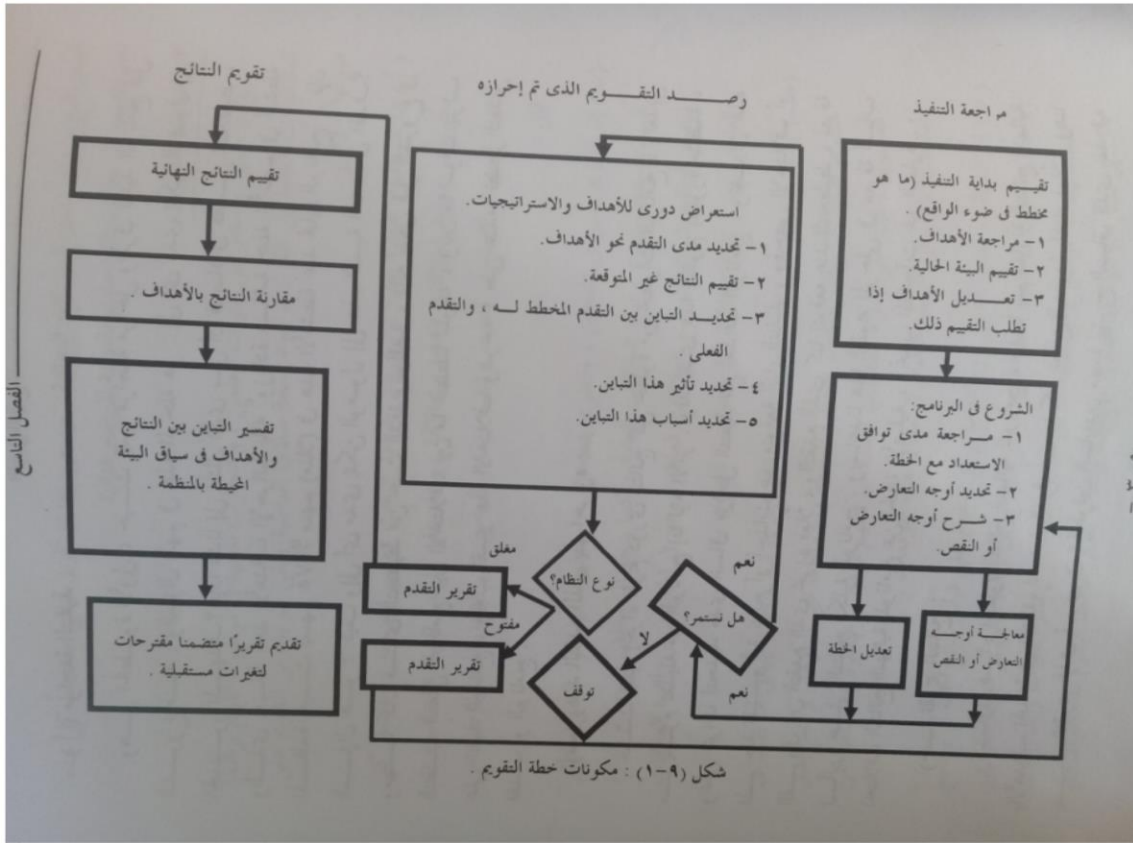 مراجعة التنفيذ
تقييم بداية التنفيذ (ما هو
مخطط فى ضوء الواقع) .
١- مراجعة الأهداف.
٢- تقييم البيئة الحالية.
٣- تعديل الأهداف إذا
تطلب التقييم ذلك.
الشروع فى البرنامج:
١- مراجعة مدى توافق
الاستعداد مع الخطة.
٢- تحديد أوجه التعارض.
٣- شرح أوجه التعارض
أو النقص.
معالجة أوجه
التعارض أو النقص
تعديل الخطة
رصد التقويم الذى تم إحرازه
استعراض دورى للأهداف والاستراتيجيات.
١- تحديد مدى التقدم نحو الأهداف.
٢- تقييم النتائج غير المتوقعة.
٣- تحديد التباين بين التقدم المخطط له ، والتقدم
الفعلى .
٤- تحديد تأثير هذا التباين.
٥- تحديد أسباب هذا التباين.
نعم
هل نستمر؟
لا
نعم
توقف
نوع النظام؟
مغلق
تقرير التقدم
مفتوح
تقرير التقدم
تقويم النتائج
تقييم النتائج النهائية
مقارنة النتائج بالأهداف .
تفسير التباين بين النتائج
والأهداف فى سياق البيئة
المحيطة بالمنظمة .
تقديم تقريرًا متضمنا مقترحات
لتغيرات مستقبلية .
شكل (٩-١) : مكونات خطة التقويم .
الفصل التاسع